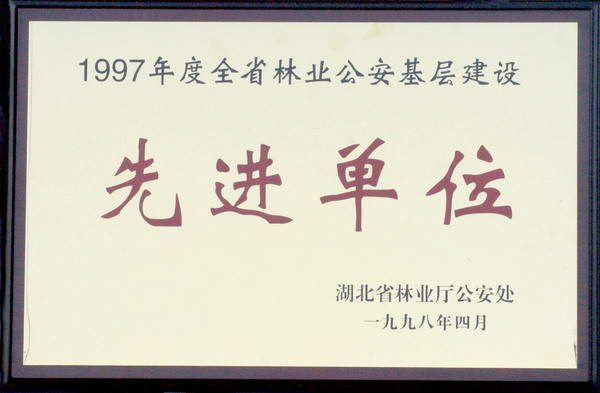 1997年度全省林业公安基层建设
先进单位
湖北省林业厅公安处
一九九八年四月